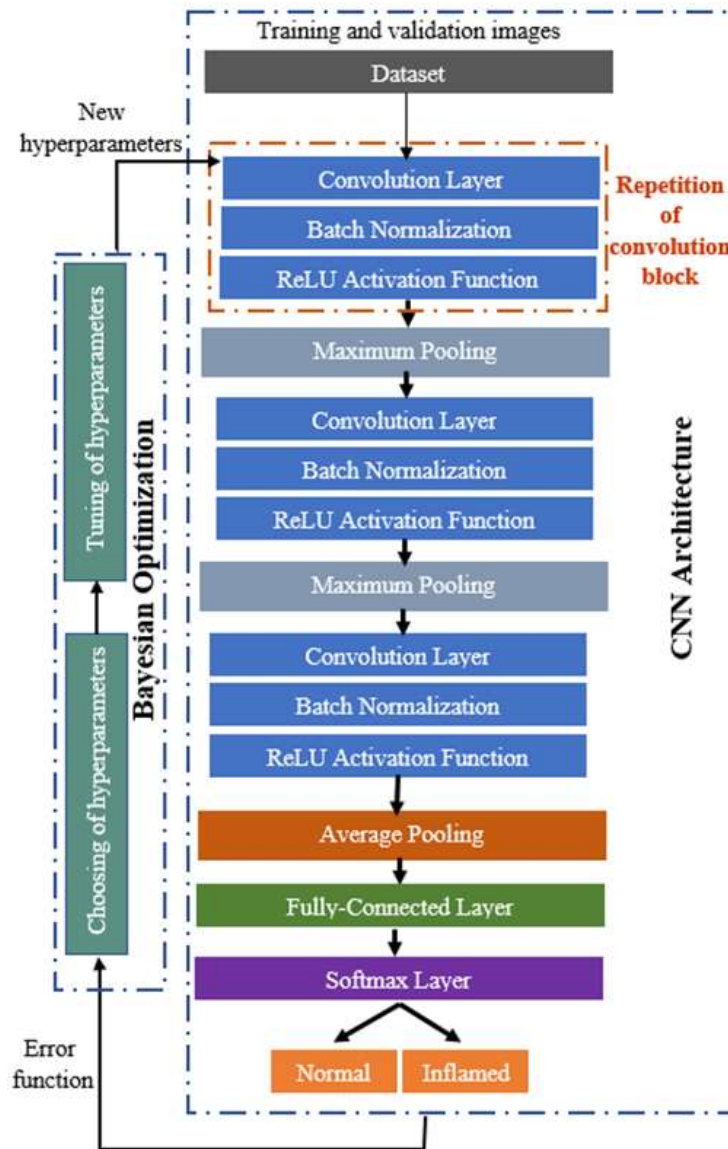 Training and validation images
Dataset
New
hyperparameters
Convolution Layer
Batch Normalization
ReLU Activation Function
Repetition
of
convolution
block
Maximum Pooling
Convolution Layer
Batch Normalization
ReLU Activation Function
Maximum Pooling
Convolution Layer
Batch Normalization
ReLU Activation Function
Average Pooling
Fully-Connected Layer
Softmax Layer
Normal
Inflamed
Tuning of hyperparameters
Choosing of hyperparameters
Bayesian Optimization
CNN Architecture
Error
function